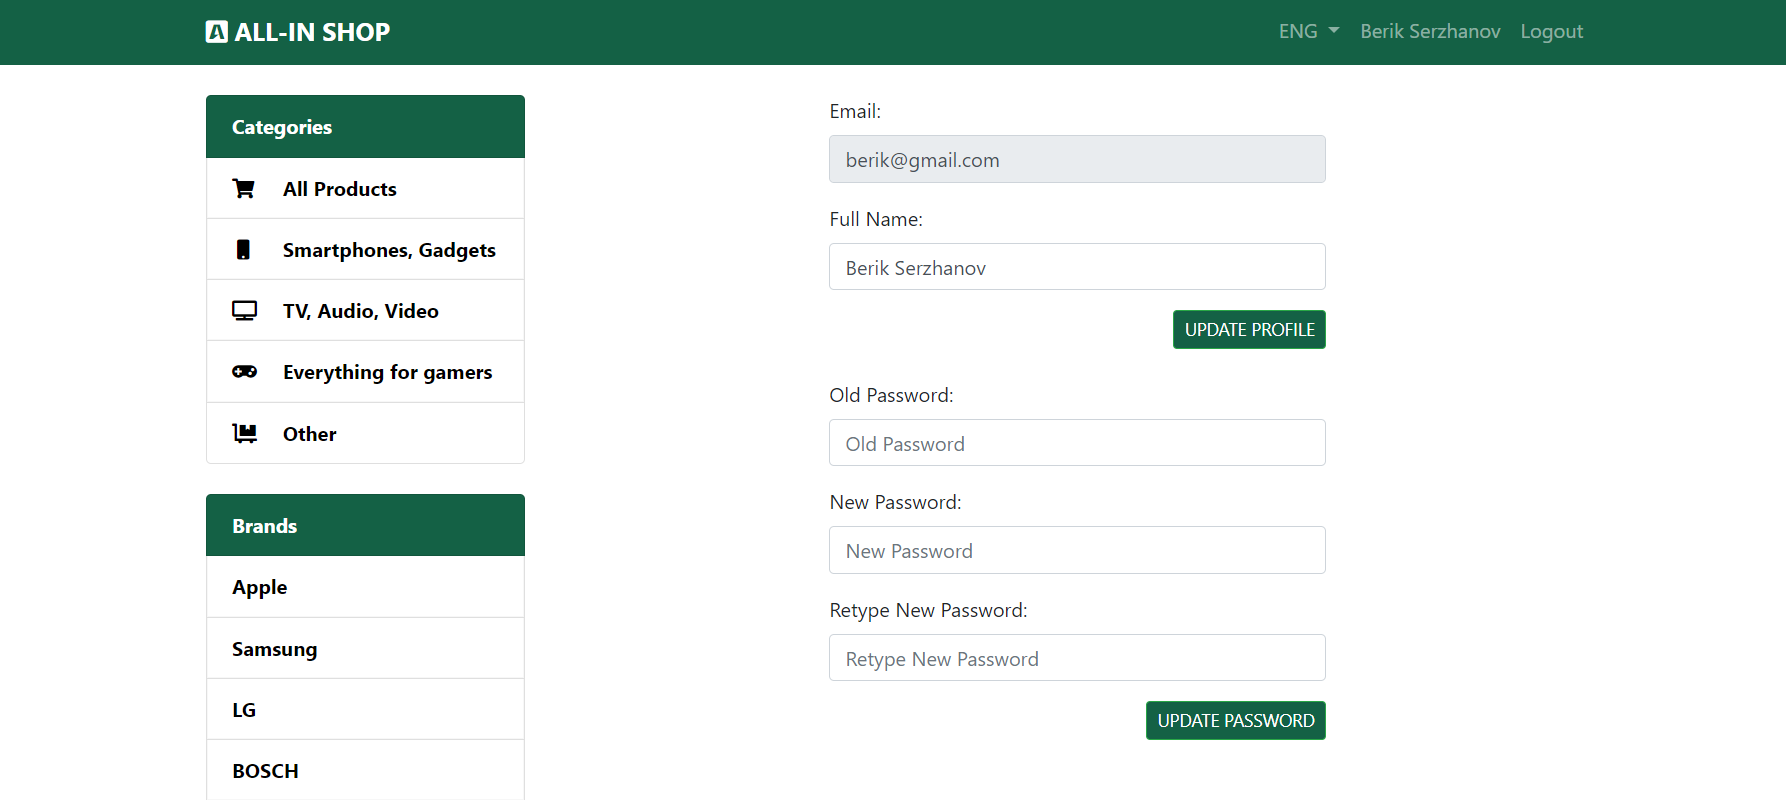 ALL-IN SHOP
ENG
Berik Serzhanov
Logout
Categories
All Products
Smartphones, Gadgets
TV, Audio, Video
Everything for gamers
Other
Brands
Apple
Samsung
LG
BOSCH
Email:
berik@gmail.com
Full Name:
Berik Serzhanov
UPDATE PROFILE
Old Password:
Old Password
New Password:
New Password
Retype New Password:
Retype New Password
UPDATE PASSWORD